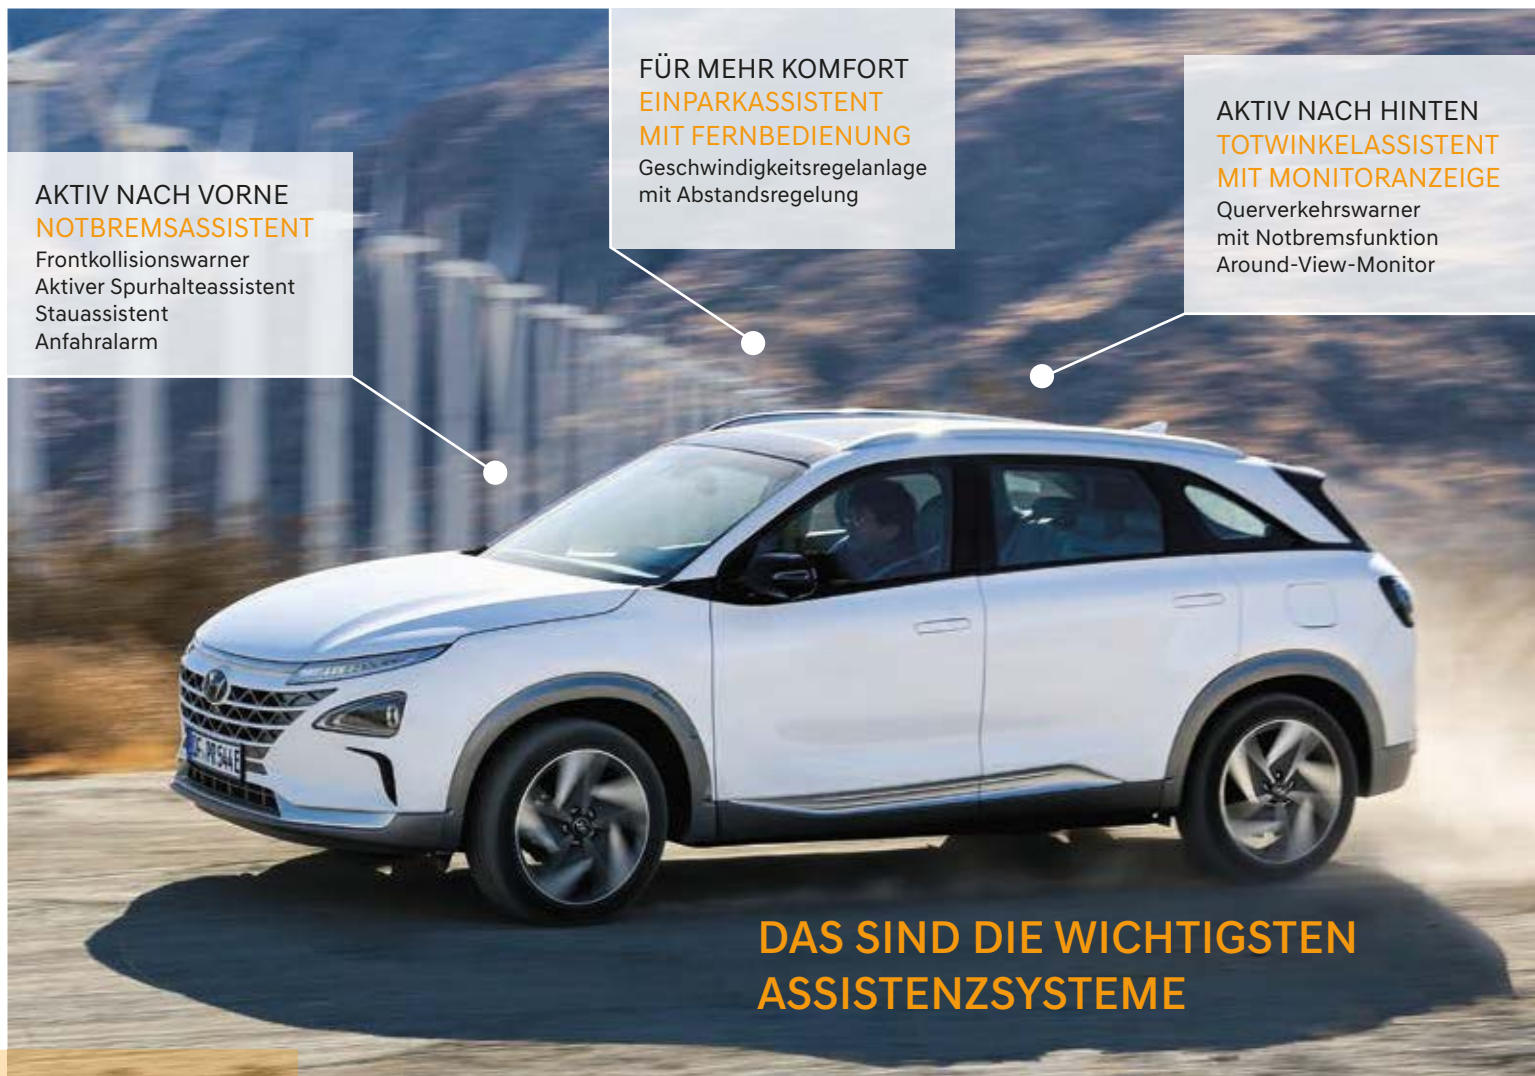 AKTIV NACH VORNE
NOTBREMSASSISTENT
Frontkollisionswarner
Aktiver Spurhalteassistent
Stauassistent
Anfahralarm
FÜR MEHR KOMFORT
EINPARKASSISTENT
MIT FERNBEDIENUNG
Geschwindigkeitsregelanlage
mit Abstandsregelung
AKTIV NACH HINTEN
TOTWINKELASSISTENT
MIT MONITORANZEIGE
Querverkehrswarner
mit Notbremsfunktion
Around-View-Monitor
DAS SIND DIE WICHTIGSTEN
ASSISTENZSYSTEME